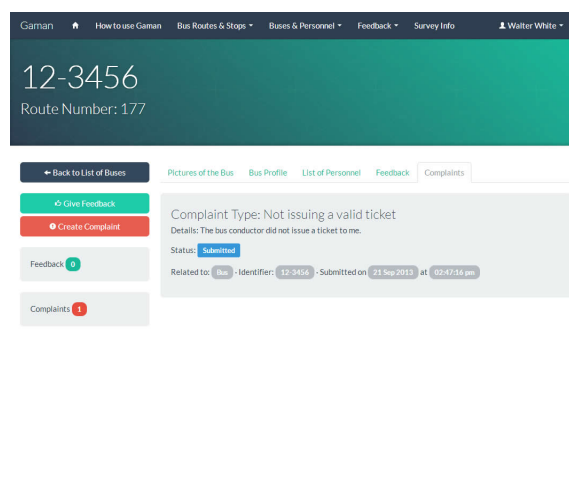 Gaman How to use Gaman Bus Routes & Stops Buses & Personnel Feedback Survey Info Walter White
12-3456
Route Number: 177
Back to List of Buses
Give Feedback
Create Complaint
Feedback 0
Complaints 1
Pictures of the Bus Bus Profile List of Personnel Feedback Complaints
Complaint Type: Not issuing a valid ticket
Details: The bus conductor did not issue a ticket to me.
Status: Submitted
Related to: Bus - Identifier: 12-3456 - Submitted on 21 Sep 2013 at 02:47:16 pm